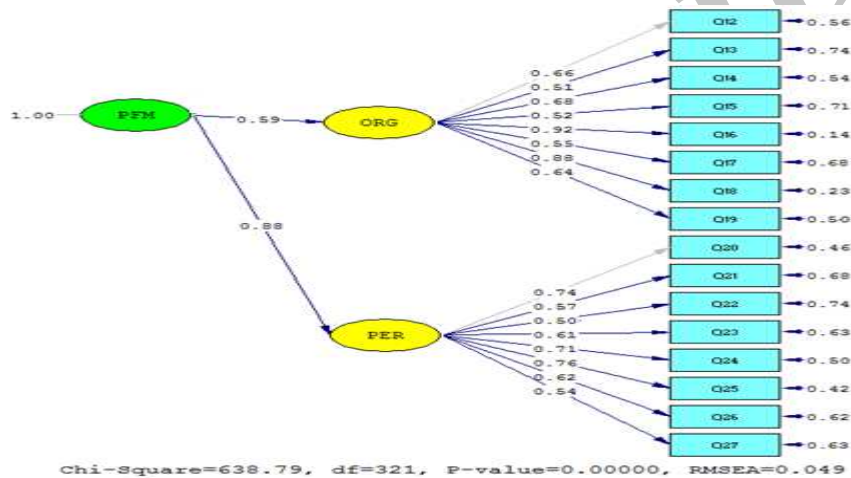 Q12 0.56
0.66
Q13 0.74
0.51
Q14 0.54
0.68
Q15 0.71
0.52
1.00 PFM 0.59 ORG
0.92
Q16 0.14
0.55
Q17 0.68
0.88
Q18 0.23
0.64
Q19 0.50
0.88
Q20 0.46
0.74
Q21 0.68
0.57
Q22 0.74
0.50
0.61
PER
Q23 0.63
0.71
Q24 0.50
0.76
Q25 0.42
0.62
Q26 0.62
0.54
Q27 0.63
Chi-Square=638.79, df=321, P-value=0.00000, RMSEA=0.049